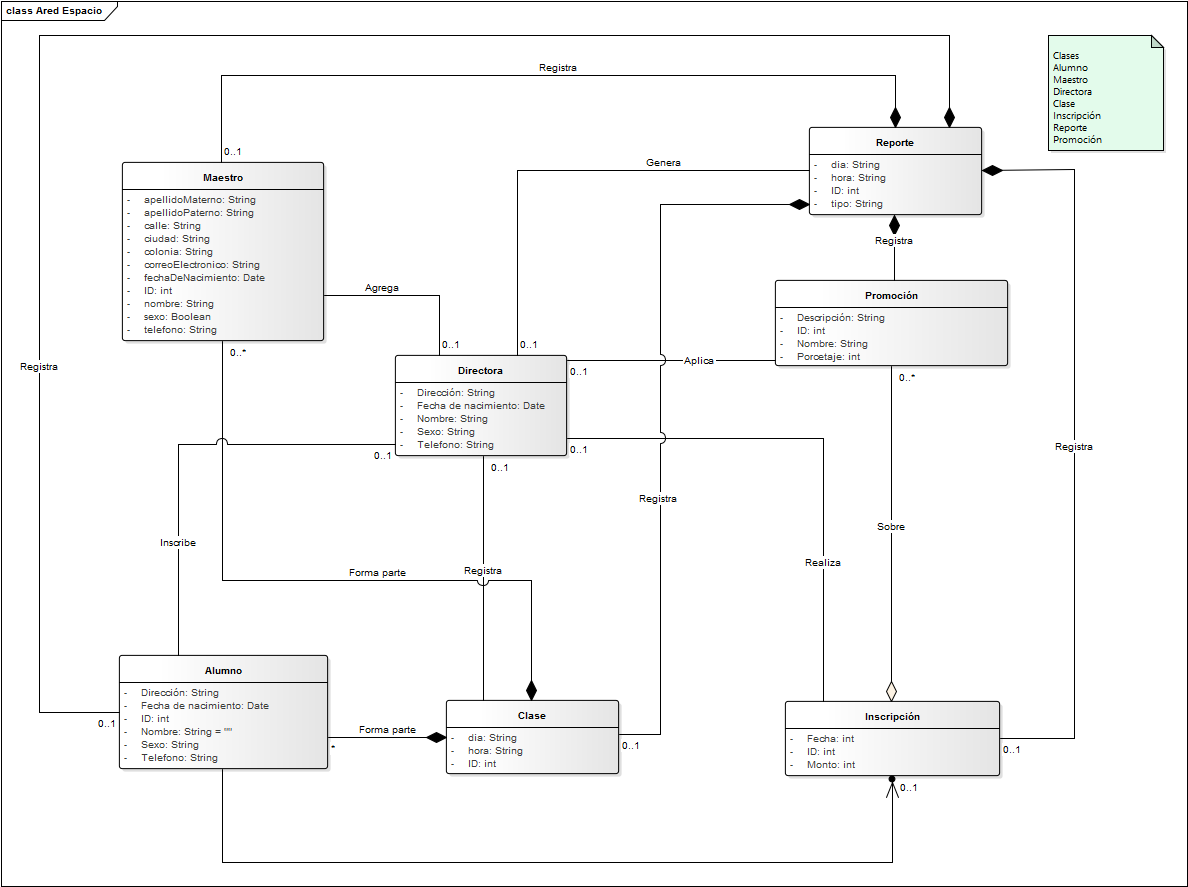 class Ared Espacio
Clases
Alumno
Maestro
Directora
Clase
Inscripción
Reporte
Promoción
Registra
0..1
Reporte
- dia: String
- hora: String
- ID: int
- tipo: String
Maestro
- apellidoMaterno: String
- apellidoPaterno: String
- calle: String
- ciudad: String
- colonia: String
- correoElectronico: String
- fechaDeNacimiento: Date
- ID: int
- nombre: String
- sexo: Boolean
- telefono: String
0..*
Genera
Registra
Agrega
0..1
0..1
Promoción
- Descripción: String
- ID: int
- Nombre: String
- Porcetaje: int
0..*
Aplica
0..1
Directora
- Dirección: String
- Fecha de nacimiento: Date
- Nombre: String
- Sexo: String
- Telefono: String
0..1
0..1
0..1
Registra
Registra
Registra
Sobre
Inscribe
Realiza
Forma parte
Registra
Alumno
- Dirección: String
- Fecha de nacimiento: Date
- ID: int
- Nombre: String = ""
- Sexo: String
- Telefono: String
0..1
*
Forma parte
Clase
- dia: String
- hora: String
- ID: int
0..1
Inscripción
- Fecha: int
- ID: int
- Monto: int
0..1
0..1